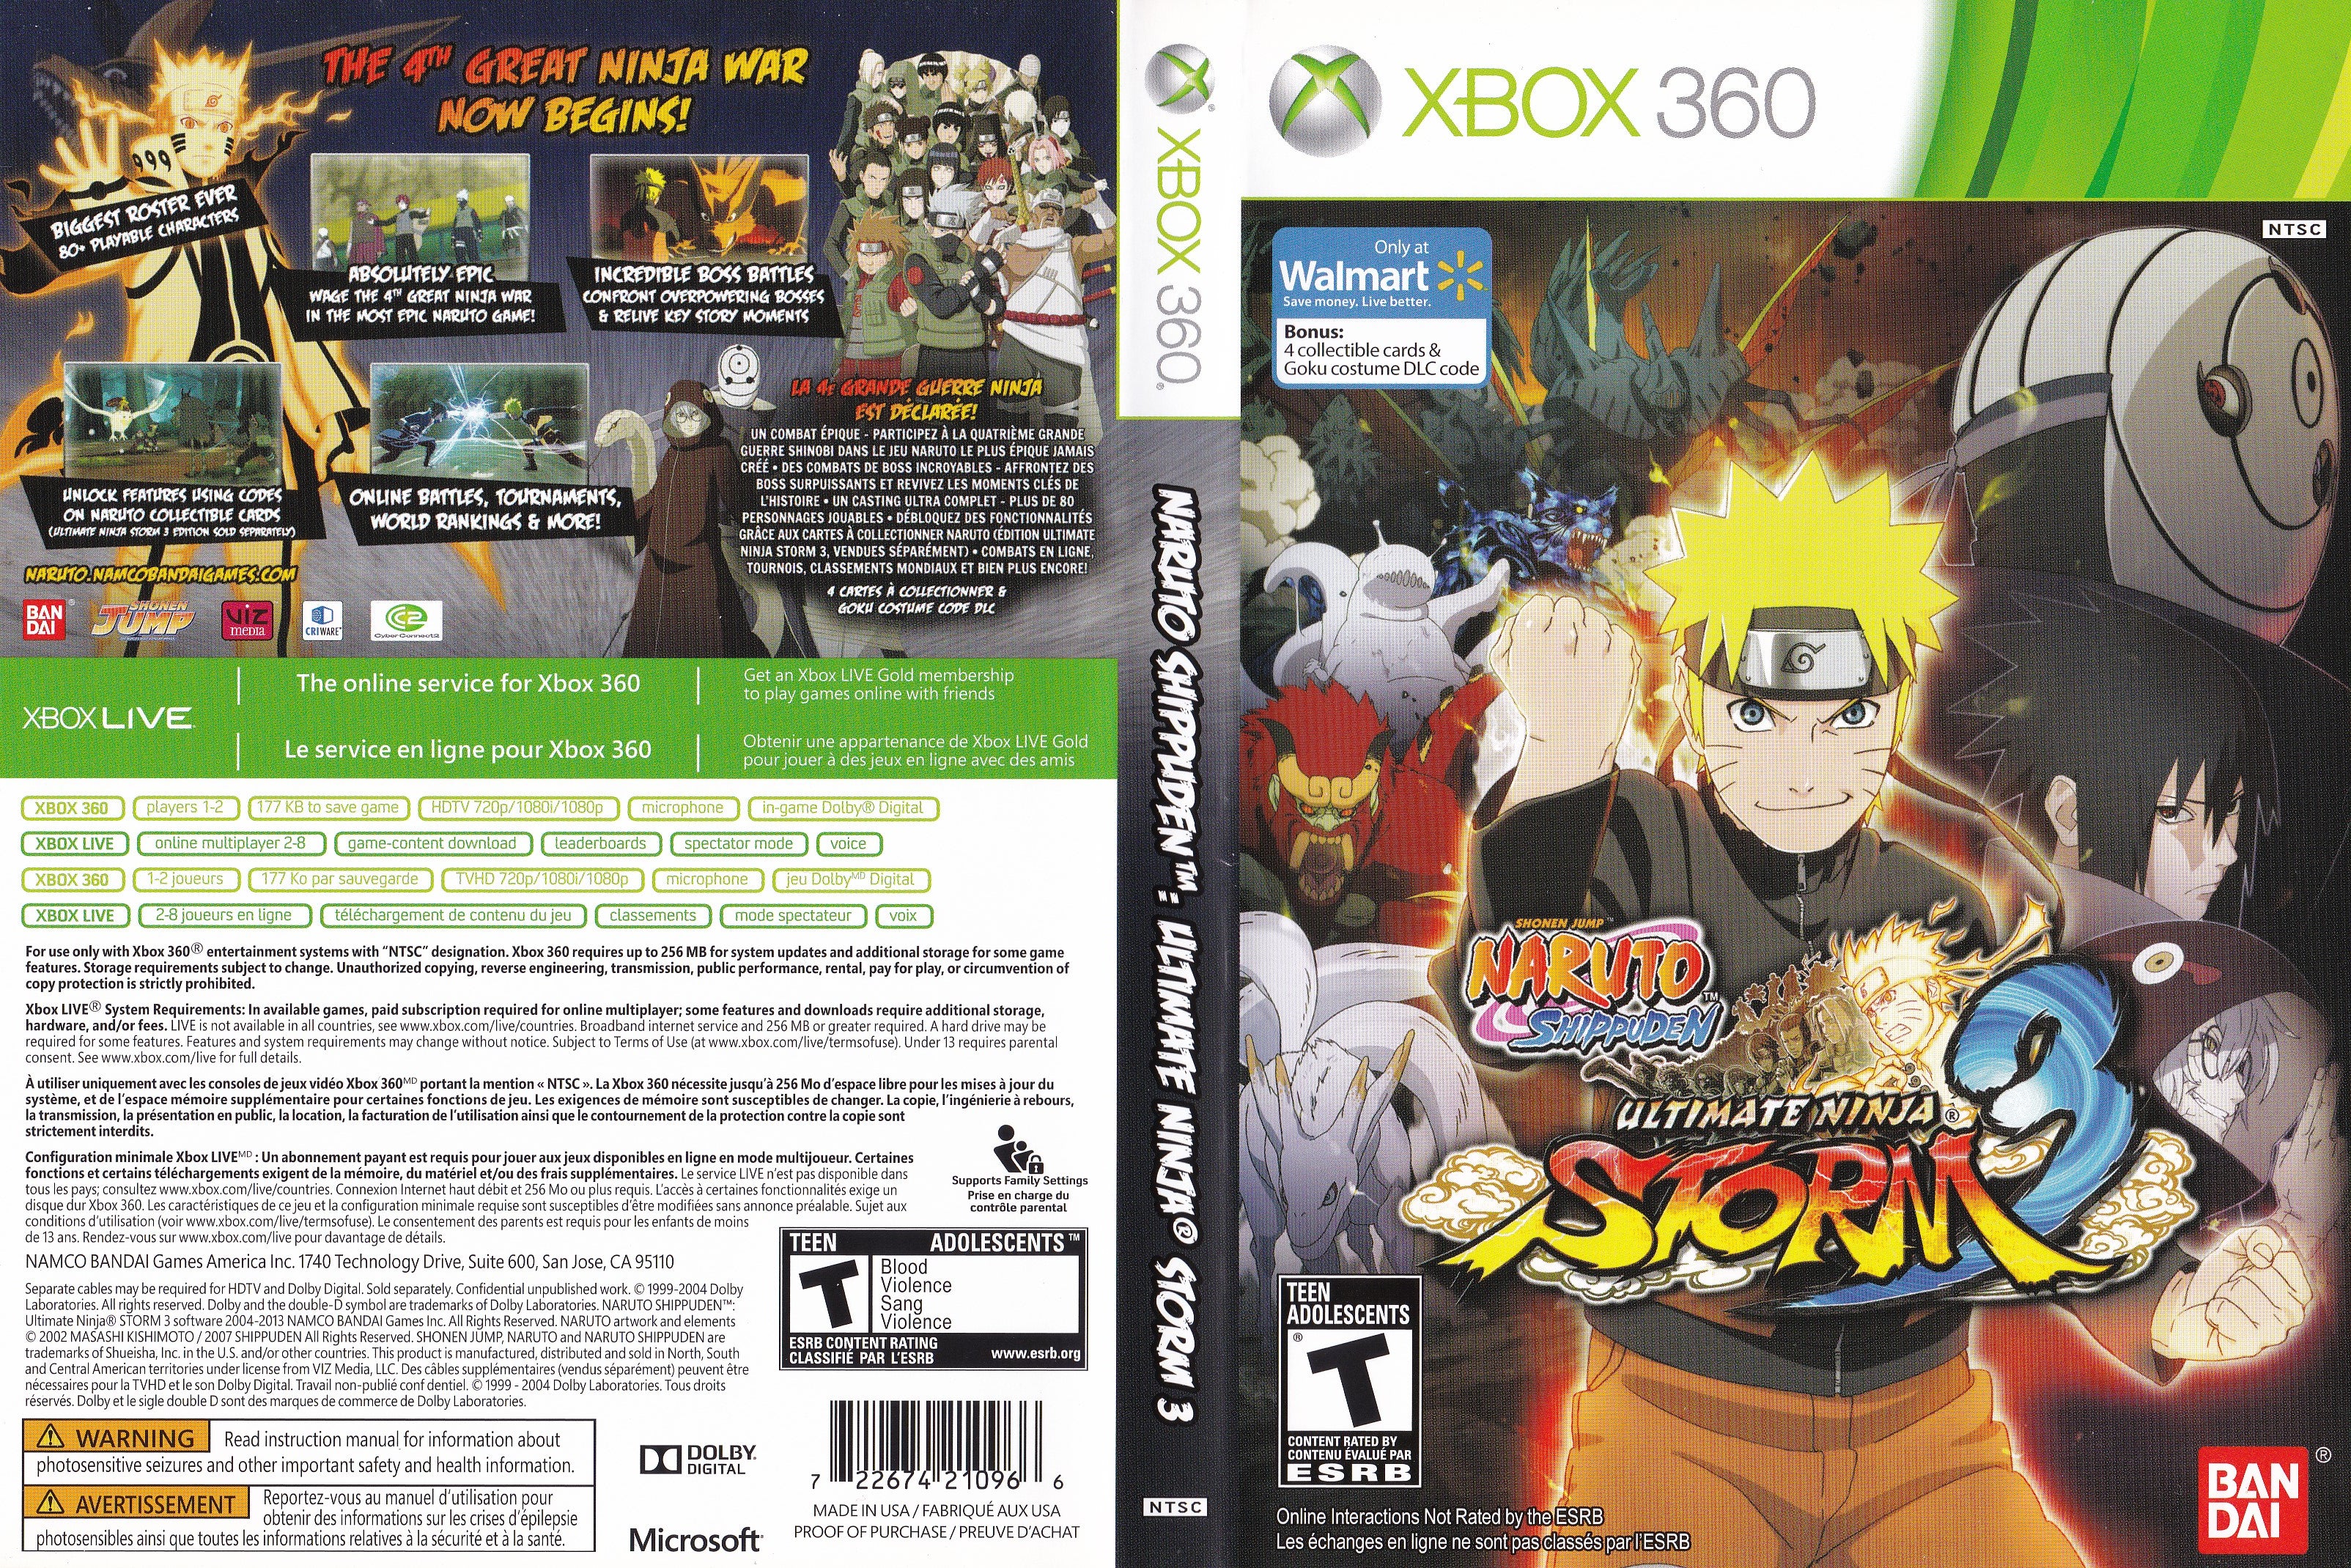 THE 4TH GREAT NINJA WAR
NOW BEGINS!
BIGGEST ROSTER EVER
80+ PLAYABLE CHARACTERS
ABSOLUTELY EPIC
WAGE THE 4TH GREAT NINJA WAR
IN THE MOST EPIC NARUTO GAME!
INCREDIBLE BOSS BATTLES
CONFRONT OVERPOWERING BOSSES
& RELIVE KEY STORY MOMENTS
UNLOCK FEATURES USING CODES
ON NARUTO COLLECTIBLE CARDS
(ULTIMATE NINJA STORM 3 EDITION SOLD SEPARATELY)
ONLINE BATTLES, TOURNAMENTS,
WORLD RANKINGS & MORE!
LA 4E GRANDE GUERRE NINJA
EST DÉCLARÉE!
UN COMBAT ÉPIQUE - PARTICIPEZ À LA QUATRIÈME GRANDE
GUERRE SHINOBI DANS LE JEU NARUTO LE PLUS ÉPIQUE JAMAIS
CRÉÉ • DES COMBATS DE BOSS INCROYABLES - AFFRONTEZ DES
BOSS SURPUISSANTS ET REVIVEZ LES MOMENTS CLÉS DE
L'HISTOIRE • UN CASTING ULTRA COMPLET - PLUS DE 80
PERSONNAGES JOUABLES • DÉBLOQUEZ DES FONCTIONNALITÉS
GRÂCE AUX CARTES À COLLECTIONNER NARUTO (ÉDITION ULTIMATE
NINJA STORM 3, VENDUES SÉPARÉMENT) • COMBATS EN LIGNE,
TOURNOIS, CLASSEMENTS MONDIAUX ET BIEN PLUS ENCORE!
4 CARTES À COLLECTIONNER &
GOKU COSTUME CODE DLC
NARUTO.NAMCOBANDAIGAMES.COM
BAN
DAI
SHONEN
JUMP
VIZ
media
CRIWARE
C2
CyberConnect2
XBOX LIVE
The online service for Xbox 360
Get an Xbox LIVE Gold membership
to play games online with friends
Le service en ligne pour Xbox 360
Obtenir une appartenance de Xbox LIVE Gold
pour jouer à des jeux en ligne avec des amis
XBOX 360 players 1-2 177 KB to save game HDTV 720p/1080i/1080p microphone in-game Dolby® Digital
XBOX LIVE online multiplayer 2-8 game-content download leaderboards spectator mode voice
XBOX 360 1-2 joueurs 177 Ko par sauvegarde TVHD 720p/1080i/1080p microphone jeu DolbyMD Digital
XBOX LIVE 2-8 joueurs en ligne téléchargement de contenu du jeu classements mode spectateur voix
For use only with Xbox 360® entertainment systems with “NTSC” designation. Xbox 360 requires up to 256 MB for system updates and additional storage for some game
features. Storage requirements subject to change. Unauthorized copying, reverse engineering, transmission, public performance, rental, pay for play, or circumvention of
copy protection is strictly prohibited.
Xbox LIVE® System Requirements: In available games, paid subscription required for online multiplayer; some features and downloads require additional storage,
hardware, and/or fees. LIVE is not available in all countries, see www.xbox.com/live/countries. Broadband internet service and 256 MB or greater required. A hard drive may be
required for some features. Features and system requirements may change without notice. Subject to Terms of Use (at www.xbox.com/live/termsofuse). Under 13 requires parental
consent. See www.xbox.com/live for full details.
À utiliser uniquement avec les consoles de jeux vidéo Xbox 360MD portant la mention « NTSC ». La Xbox 360 nécessite jusqu'à 256 Mo d'espace libre pour les mises à jour du
système, et de l'espace mémoire supplémentaire pour certaines fonctions de jeu. Les exigences de mémoire sont susceptibles de changer. La copie, l'ingénierie à rebours,
la transmission, la présentation en public, la location, la facturation de l'utilisation ainsi que le contournement de la protection contre la copie sont
strictement interdits.
Configuration minimale Xbox LIVEMD : Un abonnement payant est requis pour jouer aux jeux disponibles en ligne en mode multijoueur. Certaines
fonctions et certains téléchargements exigent de la mémoire, du matériel et/ou des frais supplémentaires. Le service LIVE n'est pas disponible dans
tous les pays; consultez www.xbox.com/live/countries. Connexion Internet haut débit et 256 Mo ou plus requis. L'accès à certaines fonctionnalités exige un
disque dur Xbox 360. Les caractéristiques de ce jeu et la configuration minimale requise sont susceptibles d'être modifiées sans annonce préalable. Sujet aux
conditions d'utilisation (voir www.xbox.com/live/termsofuse). Le consentement des parents est requis pour les enfants de moins
de 13 ans. Rendez-vous sur www.xbox.com/live pour davantage de détails.
Supports Family Settings
Prise en charge du
contrôle parental
NAMCO BANDAI Games America Inc. 1740 Technology Drive, Suite 600, San Jose, CA 95110
Separate cables may be required for HDTV and Dolby Digital. Sold separately. Confidential unpublished work. © 1999-2004 Dolby
Laboratories. All rights reserved. Dolby and the double-D symbol are trademarks of Dolby Laboratories. NARUTO SHIPPUDEN™:
Ultimate Ninja® STORM 3 software 2004-2013 NAMCO BANDAI Games Inc. All Rights Reserved. NARUTO artwork and elements
© 2002 MASASHI KISHIMOTO / 2007 SHIPPUDEN All Rights Reserved. SHONEN JUMP, NARUTO and NARUTO SHIPPUDEN are
trademarks of Shueisha, Inc. in the U.S. and/or other countries. This product is manufactured, distributed and sold in North, South
and Central American territories under license from VIZ Media, LLC. Des câbles supplémentaires (vendus séparément) peuvent être
nécessaires pour la TVHD et le son Dolby Digital. Travail non-publié conf dentiel. © 1999 - 2004 Dolby Laboratories. Tous droits
réservés. Dolby et le sigle double D sont des marques de commerce de Dolby Laboratories.
TEEN ADOLESCENTS™
T
Blood
Violence
Sang
Violence
ESRB CONTENT RATING
CLASSIFIÉ PAR L'ESRB
www.esrb.org
WARNING Read instruction manual for information about
photosensitive seizures and other important safety and health information.
AVERTISSEMENT Reportez-vous au manuel d'utilisation pour
obtenir des informations sur les crises d'épilepsie
photosensibles ainsi que toutes les informations relatives à la sécurité et à la santé.
DOLBY
DIGITAL
Microsoft
7 22674 21096 6
MADE IN USA / FABRIQUÉ AUX USA
PROOF OF PURCHASE / PREUVE D'ACHAT
XBOX 360.
NARUTO SHIPPUDEN™: ULTIMATE NINJA® STORM 3
NTSC
XBOX 360
NTSC
Only at
Walmart
Save money. Live better.
Bonus:
4 collectible cards &
Goku costume DLC code
SHONEN JUMP™
NARUTO
SHIPPUDEN™
ULTIMATE NINJA®
STORM 3
TEEN
ADOLESCENTS
®
T
CONTENT RATED BY
CONTENU ÉVALUÉ PAR
ESRB
Online Interactions Not Rated by the ESRB
Les échanges en ligne ne sont pas classés par l'ESRB
BAN
DAI
®